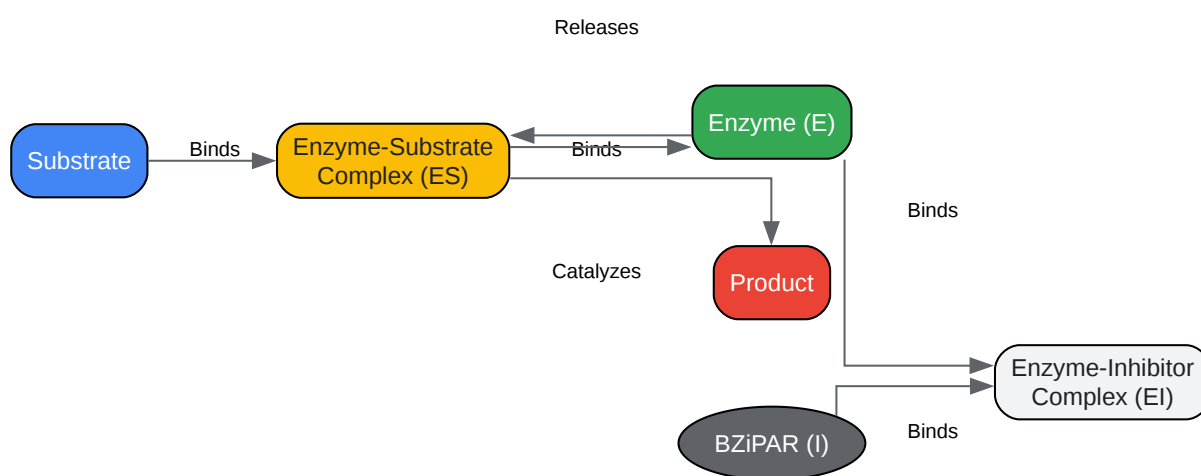 Releases
Enzyme (E)
Substrate
Binds
Enzyme-Substrate
Complex (ES)
Binds
Binds
Catalyzes
Product
Enzyme-Inhibitor
Complex (EI)
BZiPAR (I)
Binds